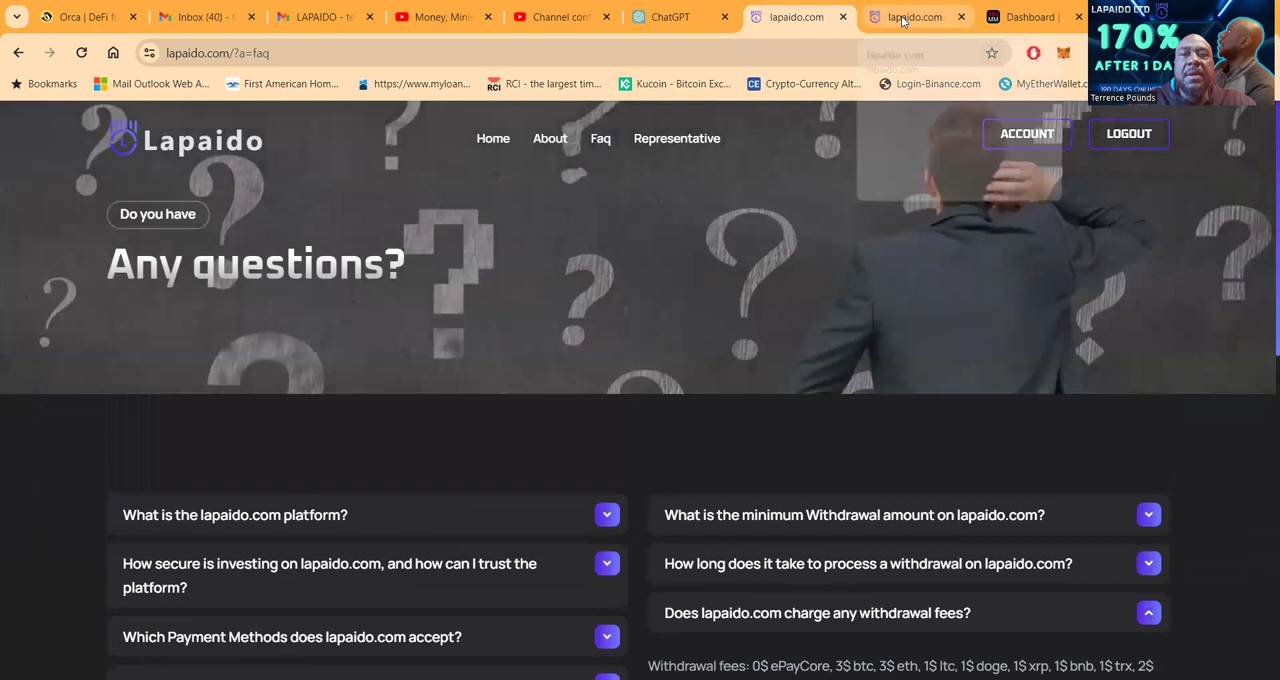 Orca | DeFi fo
Inbox (40) - t
LAPAIDO - te
Money, Mini
Channel cont
ChatGPT
lapaido.com
lapaido.com
Dashboard |
lapaido.com/?a=faq
Bookmarks
Mail Outlook Web A...
First American Hom...
https://www.myloan...
RCI - the largest tim...
Kucoin - Bitcoin Exc...
Crypto-Currency Alt...
Login-Binance.com
MyEtherWallet.c
LAPAIDO LTD
170%
AFTER 1 DA
190 DAYS ONLI
Terrence Pounds
Lapaido
Home
About
Faq
Representative
ACCOUNT
LOGOUT
Do you have
Any questions?
What is the lapaido.com platform?
How secure is investing on lapaido.com, and how can I trust the
platform?
Which Payment Methods does lapaido.com accept?
What is the minimum Withdrawal amount on lapaido.com?
How long does it take to process a withdrawal on lapaido.com?
Does lapaido.com charge any withdrawal fees?
Withdrawal fees: 0$ ePayCore, 3$ btc, 3$ eth, 1$ ltc, 1$ doge, 1$ xrp, 1$ bnb, 1$ trx, 2$